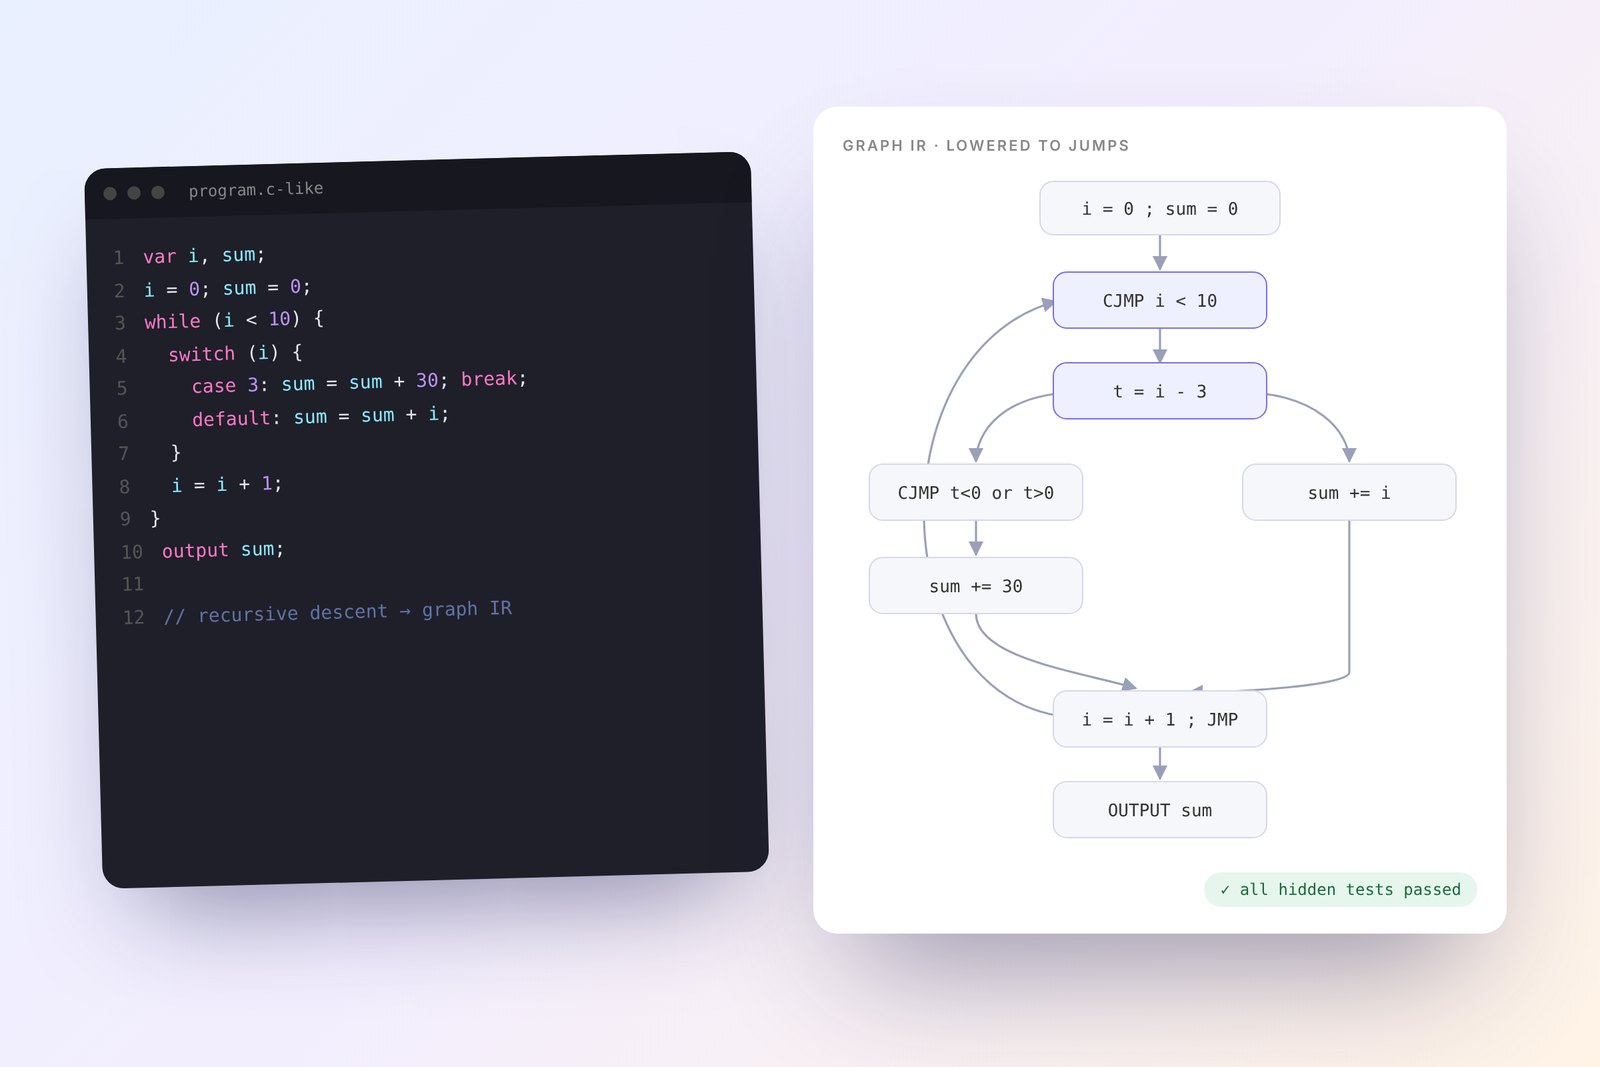 program.c-like
1 var i, sum;
2 i = 0; sum = 0;
3 while (i < 10) {
4 switch (i) {
5 case 3: sum = sum + 30; break;
6 default: sum = sum + i;
7 }
8 i = i + 1;
9 }
10 output sum;
11
12 // recursive descent → graph IR
GRAPH IR · LOWERED TO JUMPS
i = 0 ; sum = 0
CJMP i < 10
t = i - 3
CJMP t<0 or t>0
sum += i
sum += 30
i = i + 1 ; JMP
OUTPUT sum
✓ all hidden tests passed